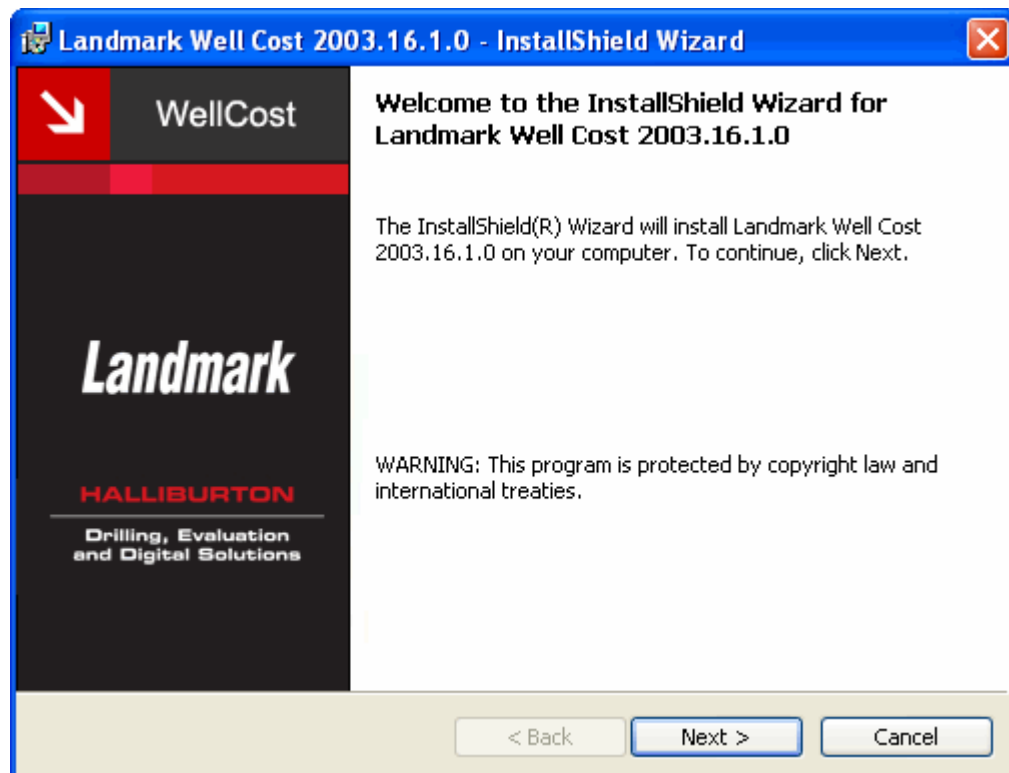 Landmark Well Cost 2003.16.1.0 - InstallShield Wizard
WellCost
Landmark
HALLIBURTON
Drilling, Evaluation
and Digital Solutions
Welcome to the InstallShield Wizard for
Landmark Well Cost 2003.16.1.0
The InstallShield(R) Wizard will install Landmark Well Cost
2003.16.1.0 on your computer. To continue, click Next.
WARNING: This program is protected by copyright law and
international treaties.
< Back
Next >
Cancel